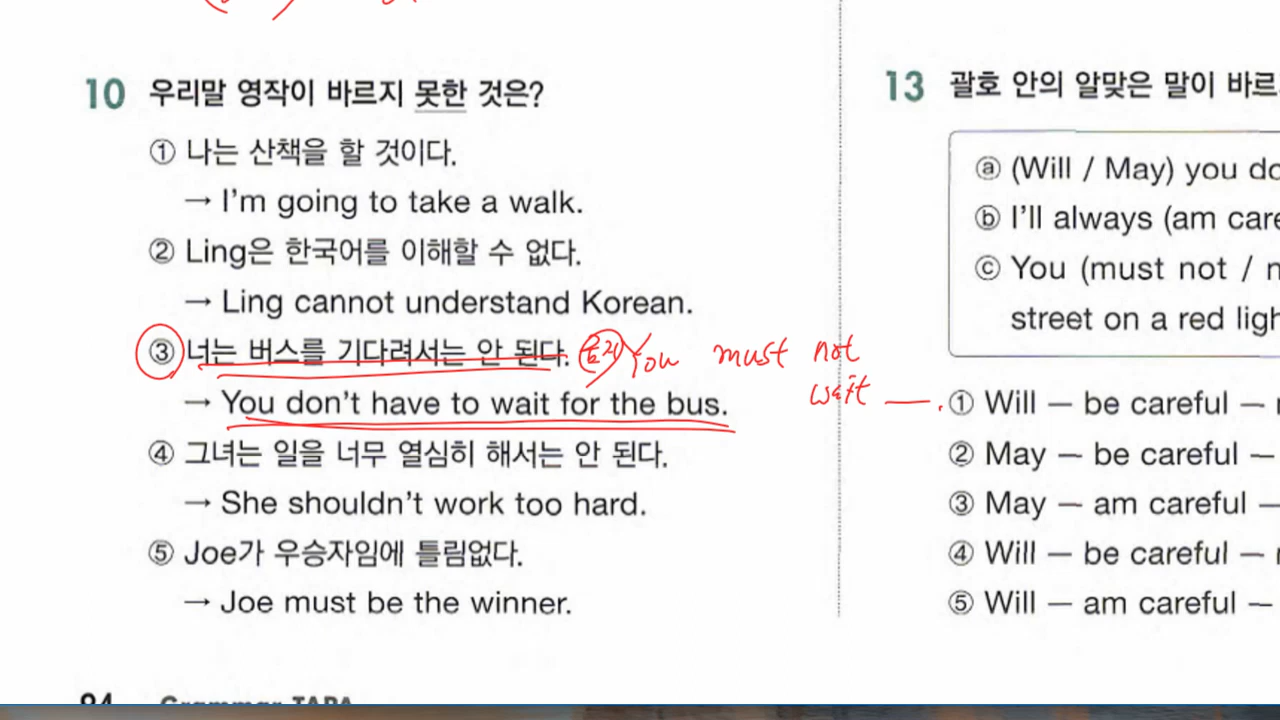 10 우리말 영작이 바르지 못한 것은?
① 나는 산책을 할 것이다.
→ I'm going to take a walk.
② Ling은 한국어를 이해할 수 없다.
→ Ling cannot understand Korean.
③ 너는 버스를 기다려서는 안 된다. You must not
wait
→ You don't have to wait for the bus.
④ 그녀는 일을 너무 열심히 해서는 안 된다.
→ She shouldn't work too hard.
⑤ Joe가 우승자임에 틀림없다.
→ Joe must be the winner.
13 괄호 안의 알맞은 말이 바르
ⓐ (Will / May) you do
ⓑ I'll always (am care
ⓒ You (must not / n
street on a red ligh
① Will – be careful –
② May – be careful –
③ May – am careful –
④ Will – be careful –
⑤ Will – am careful –